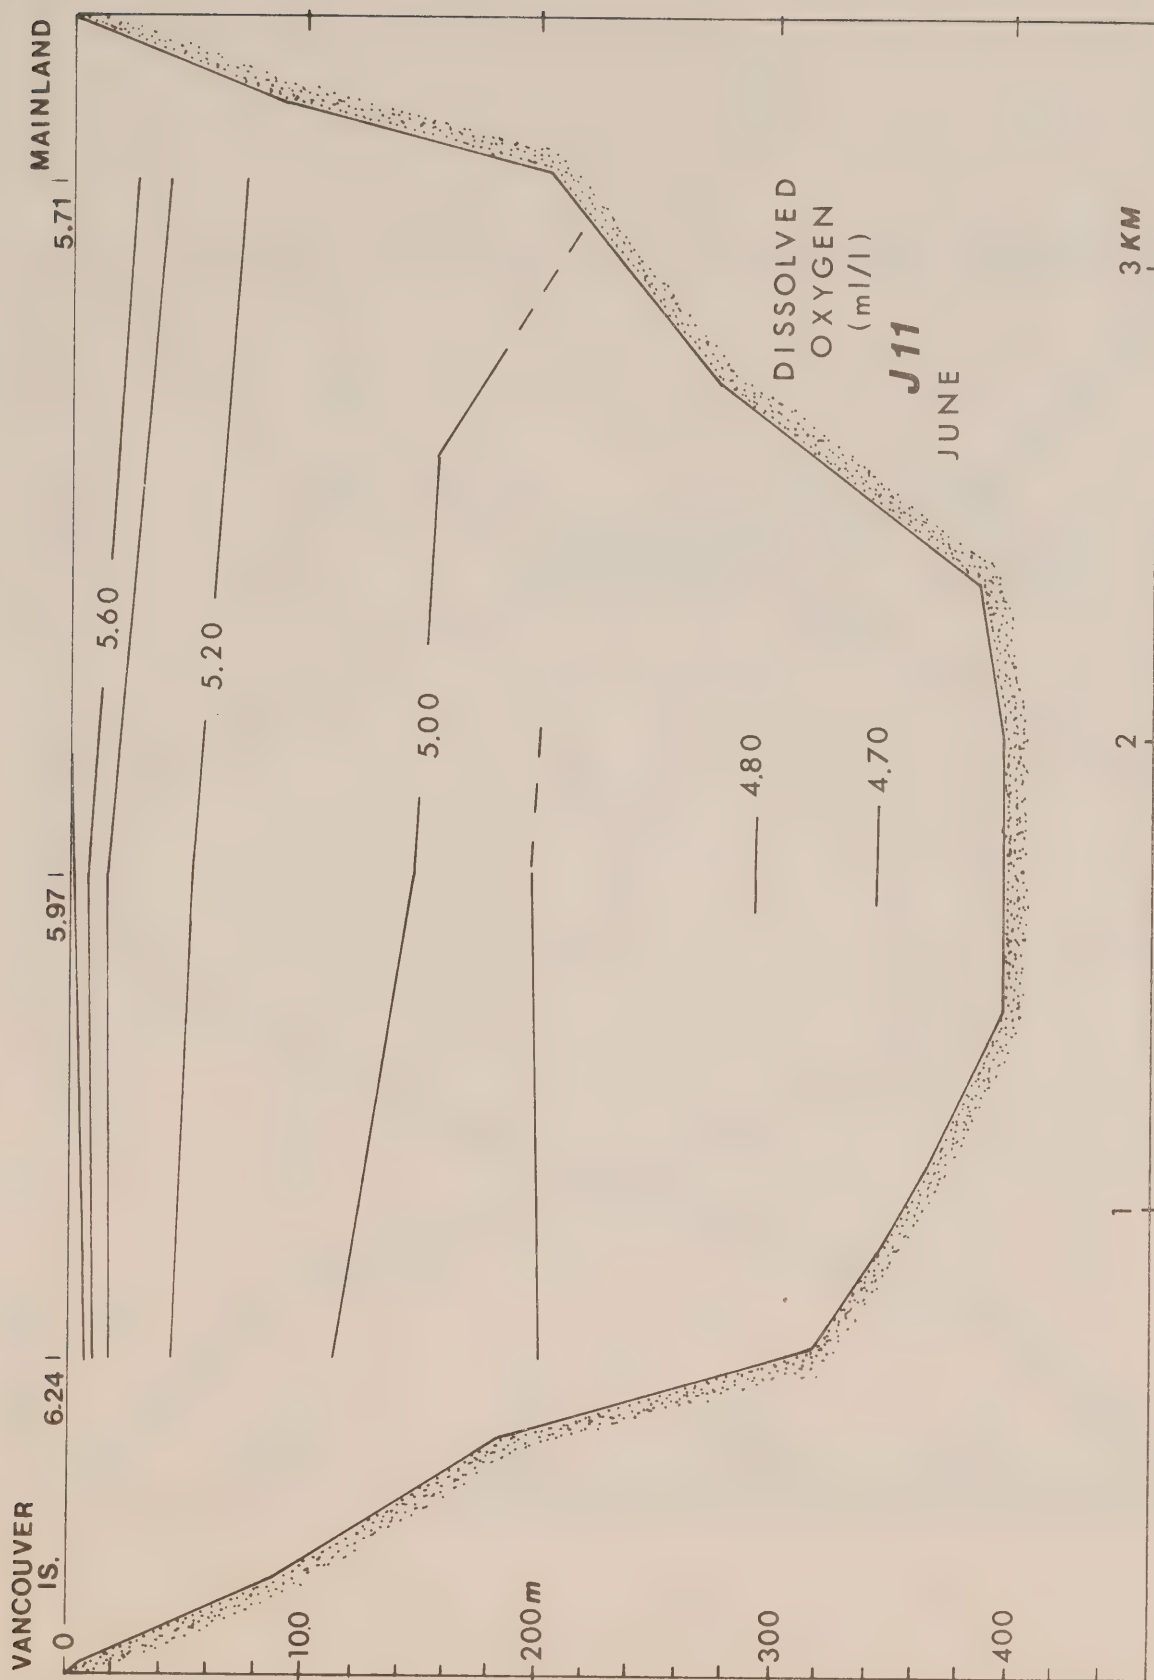 VANCOUVER
IS.
MAINLAND
6.24
5.97
5.71
0
100
200m
300
400
5.60
5.20
5.00
4.80
4.70
DISSOLVED
OXYGEN
(ml/l)
J11
JUNE
1
2
3 KM